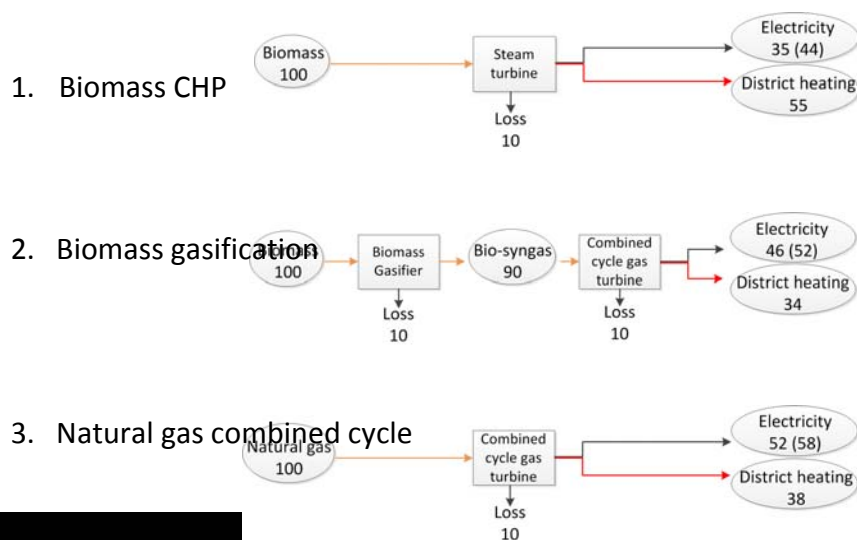 1. Biomass CHP
Biomass
100
Steam
turbine
Loss
10
Electricity
35 (44)
District heating
55
2. Biomass gasification
Biomass
100
Biomass
Gasifier
Loss
10
Bio-syngas
90
Combined
cycle gas
turbine
Loss
10
Electricity
46 (52)
District heating
34
3. Natural gas combined cycle
Natural gas
100
Combined
cycle gas
turbine
Loss
10
Electricity
52 (58)
District heating
38